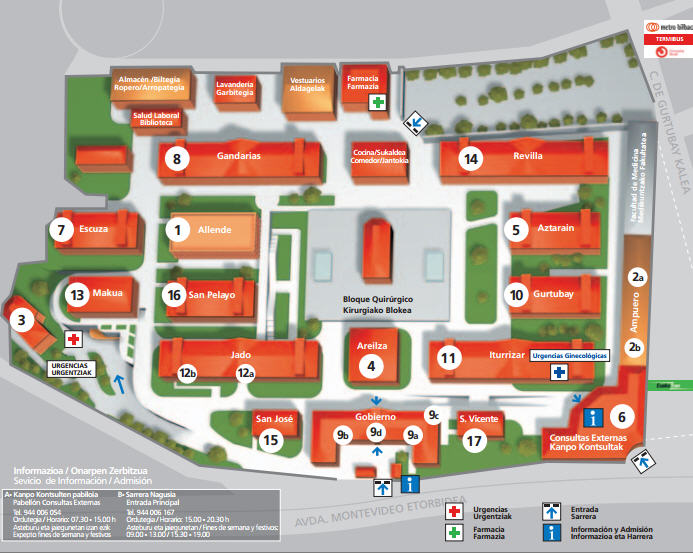 metro bilbao
TERMIBUS
C. DE GURTUBAY KALEA
Almacén /Biltegia
Ropero/Arropategia
Lavandería
Garbitegia
Vestuarios
Aldagelak
Farmacia
Farmazia
Salud Laboral
Biblioteca
8
Gandarias
Cocina/Sukaldea
Comedor/Jantokia
14
Revilla
Facultad de Medicina
Medikuntzako Fakultatea
7
Escuza
1
Allende
5
Aztarain
13
Makua
16
San Pelayo
Bloque Quirúrgico
Kirurgiako Blokea
10
Gurtubay
2a
Ampuero
2b
3
URGENCIAS
URGENTZIAK
Jado
12b
12a
Areilza
4
11
Iturrizar
Urgencias Ginecológicas
San José
15
Gobierno
9b
9d
9a
9c
S. Vicente
17
6
Consultas Externas
Kanpo Kontsultak
AVDA. MONTEVIDEO ETORBIDEA
Informazioa / Onarpen Zerbitzua
Sevicio de Información / Admisión
A- Kanpo Kontsulten pabiloia
Pabellón Consultas Externas
Tel. 944 006 054
Ordutegia / Horario: 07.30 - 15.00 h
Asteburu eta jaiegunetan izan ezik
Excepto fines de semana y festivos
B- Sarrera Nagusia
Entrada Principal
Tel. 944 006 167
Ordutegia / Horario: 15.00 - 20.30 h
Asteburu eta jaiegunetan / Fines de semana y festivos:
09.00 - 13.00 / 15.30 - 19.00
Urgencias
Urgentziak
Farmacia
Farmazia
Entrada
Sarrera
Información y Admisión
Informazioa eta Harrera